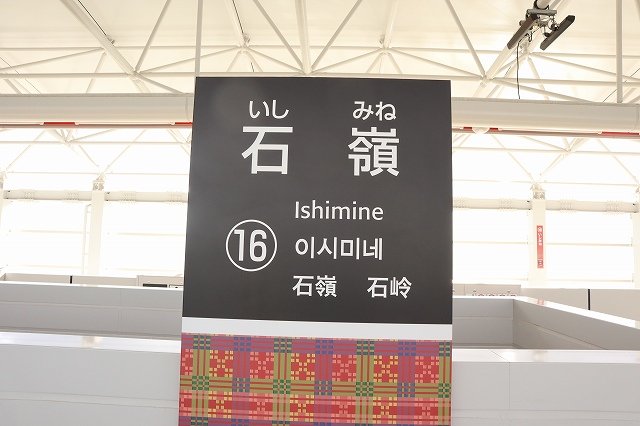 いし みね
石 嶺
Ishimine
16
이시미네
石嶺 石岭